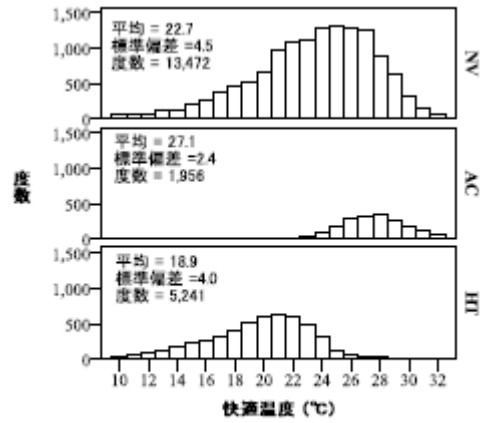 1,500
1,000
500
0
平均 = 22.7
標準偏差 =4.5
度数 = 13,472
NV
1,500
1,000
500
0
平均 = 27.1
標準偏差 =2.4
度数 = 1,956
AC
度数
1,500
1,000
500
0
平均 = 18.9
標準偏差 =4.0
度数 = 5,241
HT
10 12 14 16 18 20 22 24 26 28 30 32
快適温度 (℃)